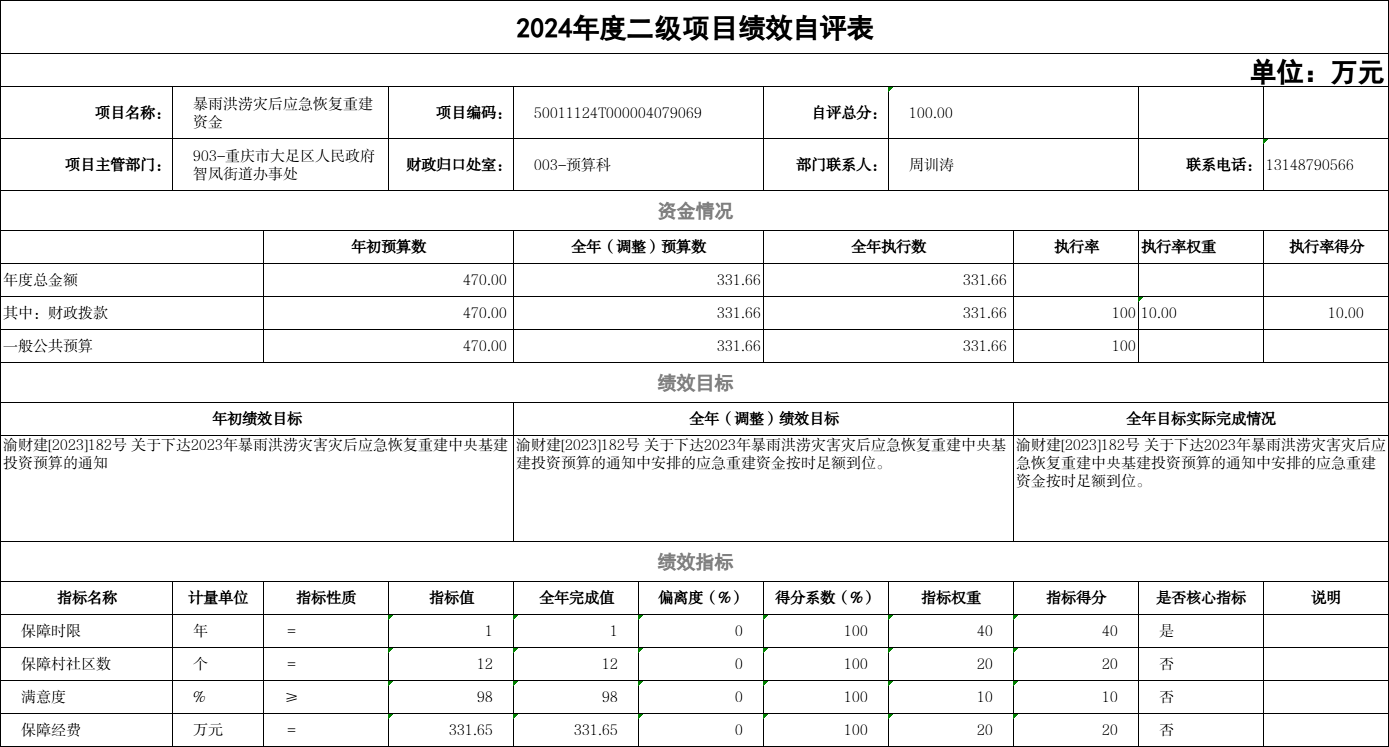 2024年度二级项目绩效自评表
单位：万元
项目名称： 暴雨洪涝灾后应急恢复重建资金 项目编码： 50011124T000004079069 自评总分： 100.00
项目主管部门： 903-重庆市大足区人民政府智凤街道办事处 财政归口处室： 003-预算科 部门联系人： 周训涛 联系电话： 13148790566
资金情况
年初预算数 全年（调整）预算数 全年执行数 执行率 执行率权重 执行率得分
年度总金额 470.00 331.66 331.66
其中：财政拨款 470.00 331.66 331.66 100 10.00 10.00
一般公共预算 470.00 331.66 331.66 100
绩效目标
年初绩效目标 全年（调整）绩效目标 全年目标实际完成情况
渝财建[2023]182号 关于下达2023年暴雨洪涝灾害灾后应急恢复重建中央基建
投资预算的通知
渝财建[2023]182号 关于下达2023年暴雨洪涝灾害灾后应急恢复重建中央基
建投资预算的通知中安排的应急重建资金按时足额到位。
渝财建[2023]182号 关于下达2023年暴雨洪涝灾害灾后应
急恢复重建中央基建投资预算的通知中安排的应急重建
资金按时足额到位。
绩效指标
指标名称 计量单位 指标性质 指标值 全年完成值 偏离度（%） 得分系数（%） 指标权重 指标得分 是否核心指标 说明
保障时限 年 ＝ 1 1 0 100 40 40 是
保障村社区数 个 ＝ 12 12 0 100 20 20 否
满意度 % ≥ 98 98 0 100 10 10 否
保障经费 万元 ＝ 331.65 331.65 0 100 20 20 否